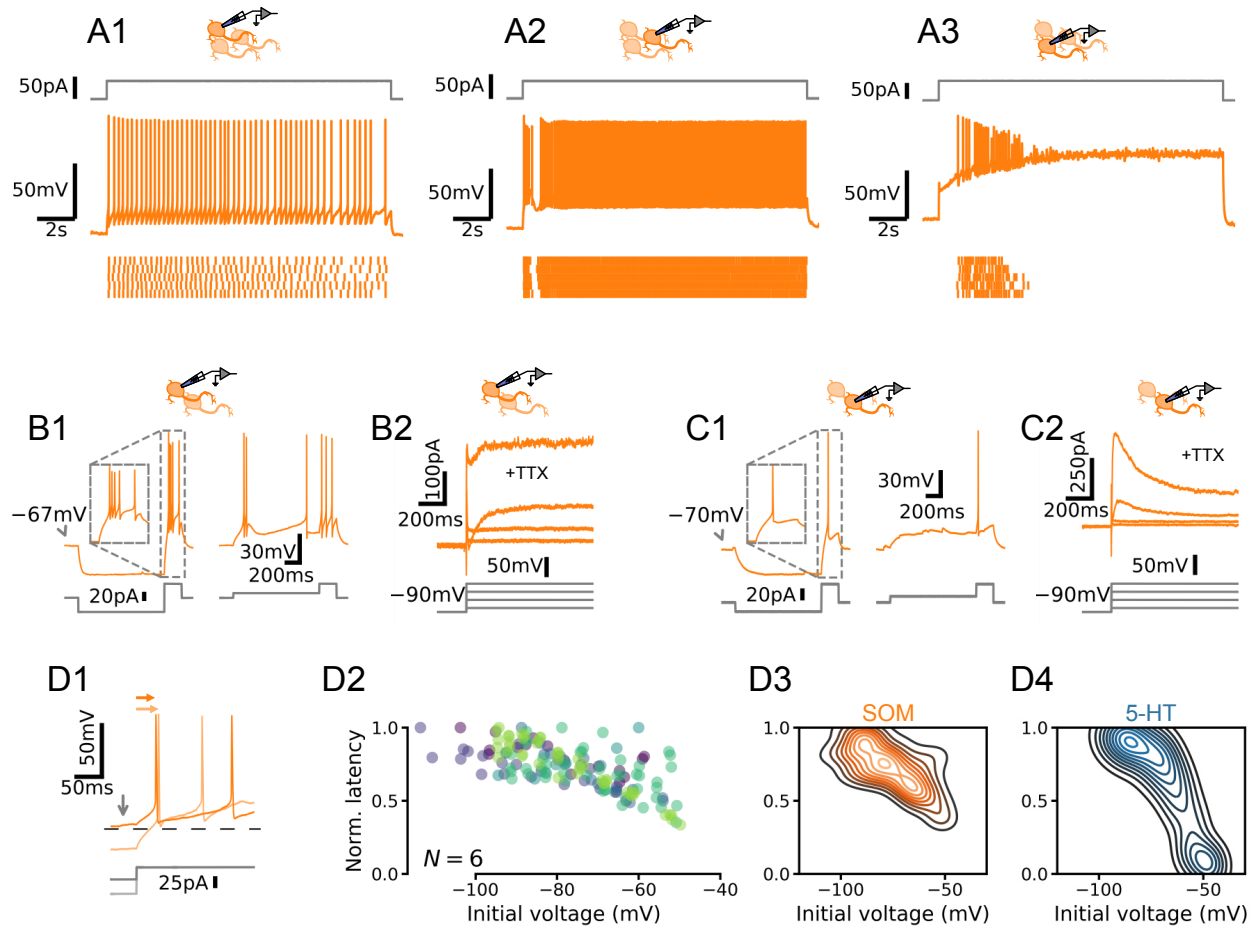 A1
A2
A3
50pA
50pA
50pA
50mV
50mV
50mV
2s
2s
2s
B1
B2
C1
C2
−67mV
30mV
200ms
20pA
100pA
+TTX
200ms
50mV
−90mV
−70mV
30mV
200ms
20pA
250pA
+TTX
200ms
50mV
−90mV
D1
D2
D3
D4
50mV
50ms
25pA
Norm. latency
1.0
0.5
0.0
N = 6
−100
−80
−60
−40
Initial voltage (mV)
SOM
1.0
0.5
0.0
−100
−50
Initial voltage (mV)
5-HT
1.0
0.5
0.0
−100
−50
Initial voltage (mV)